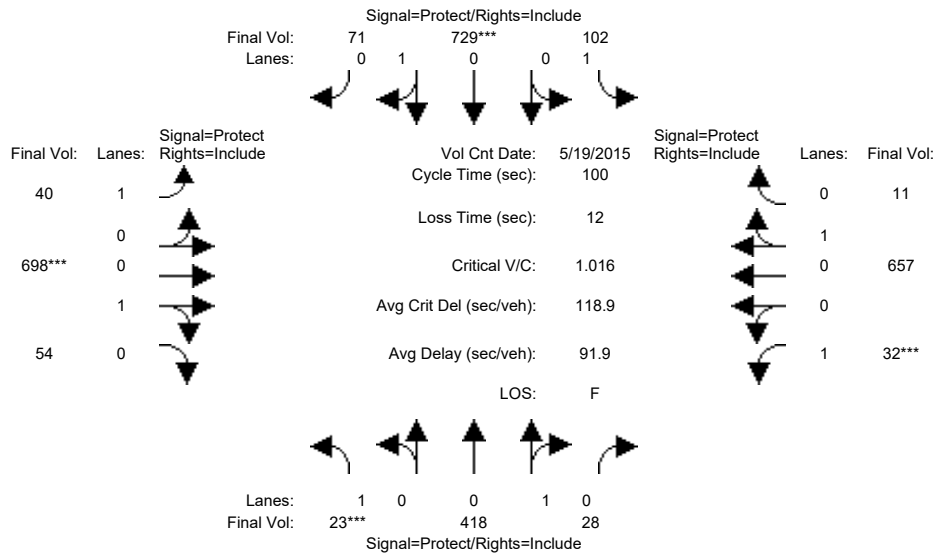 Signal=Protect/Rights=Include
Final Vol: 71 729*** 102
Lanes: 0 1 0 0 1
Signal=Protect Signal=Protect
Final Vol: Lanes: Rights=Include Vol Cnt Date: 5/19/2015 Rights=Include Lanes: Final Vol:
Cycle Time (sec): 100
40 1 0 11
Loss Time (sec): 12
0 1
698*** 0 Critical V/C: 1.016 0 657
1 Avg Crit Del (sec/veh): 118.9 0
54 0 Avg Delay (sec/veh): 91.9 1 32***
LOS: F
Lanes: 1 0 0 1 0
Final Vol: 23*** 418 28
Signal=Protect/Rights=Include